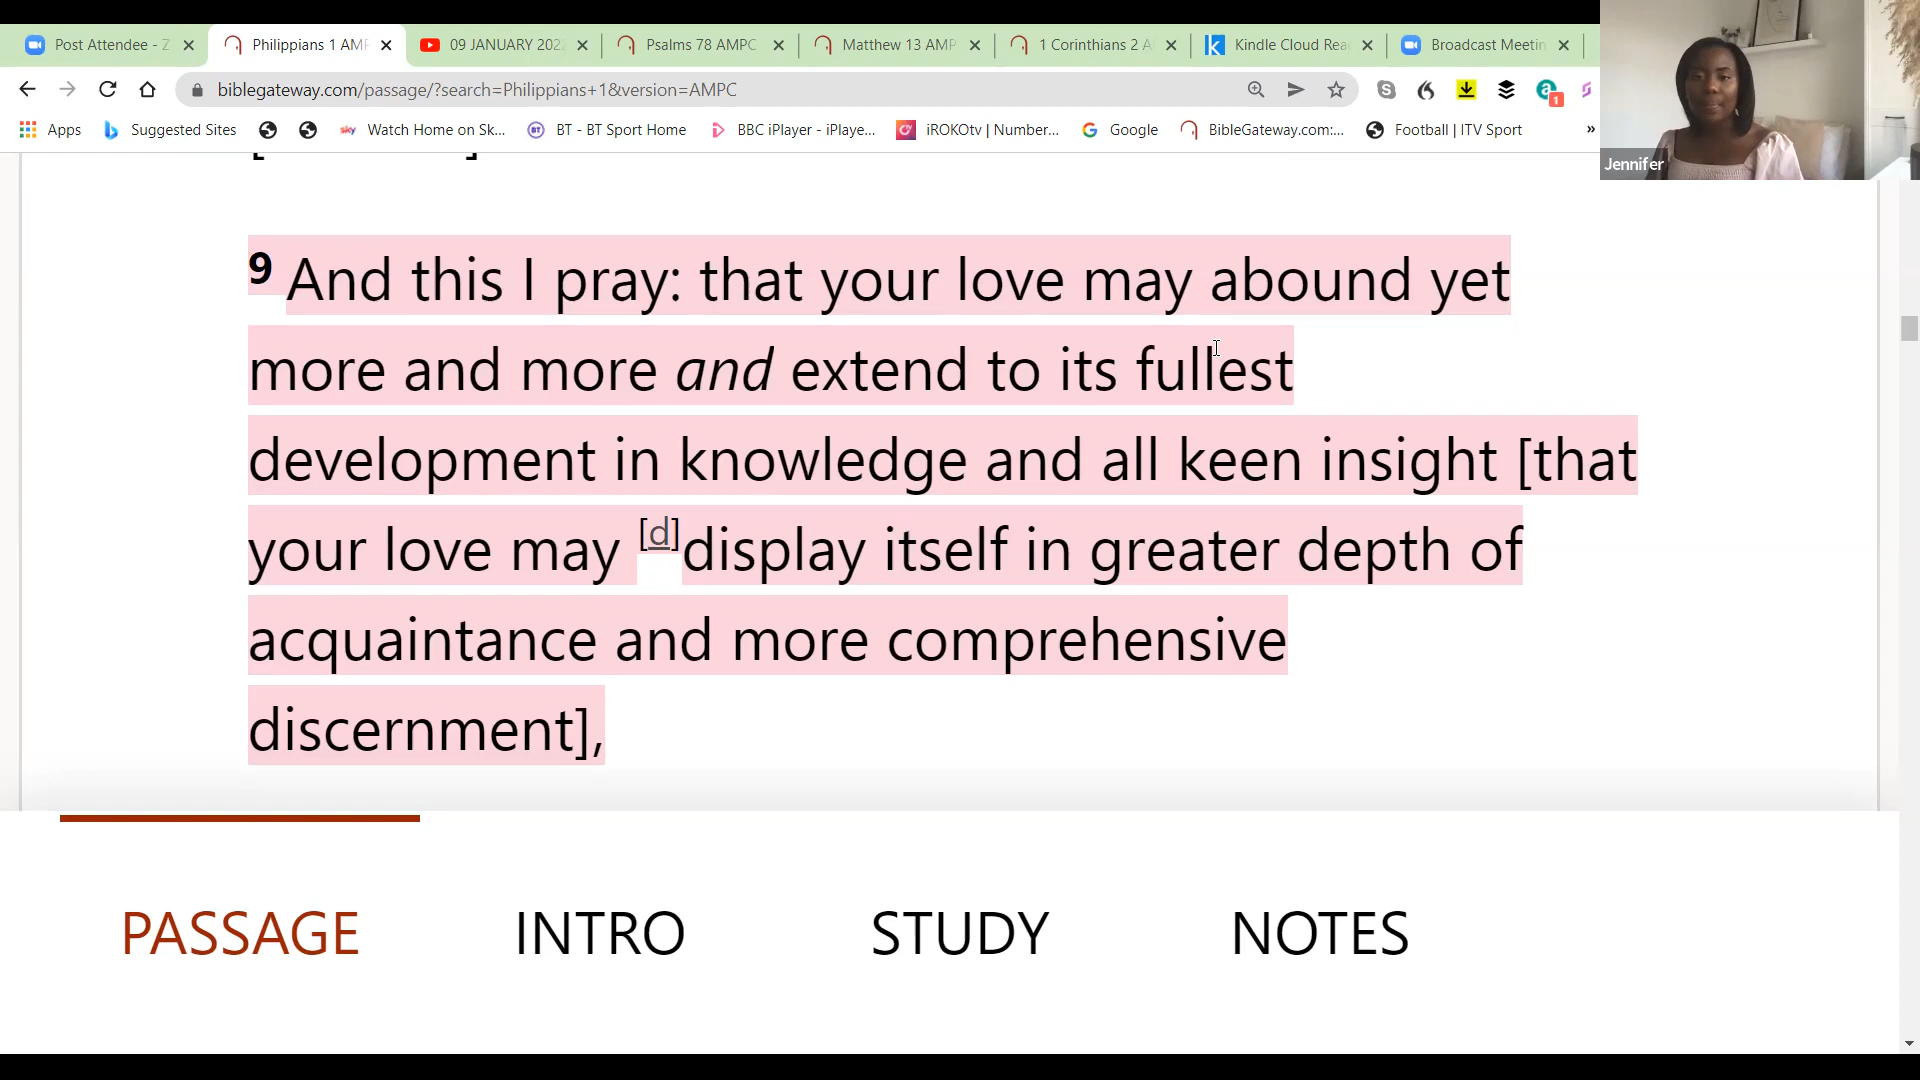 Post Attendee - Z
Philippians 1 AMP
09 JANUARY 202
Psalms 78 AMPC
Matthew 13 AMP
1 Corinthians 2 A
Kindle Cloud Rea
Broadcast Meetin
biblegateway.com/passage/?search=Philippians+1&version=AMPC
1
Apps
Suggested Sites
sky Watch Home on Sk...
BT - BT Sport Home
BBC iPlayer - iPlaye...
iROKOtv | Number...
Google
BibleGateway.com:...
Football | ITV Sport
»
Jennifer
9 And this I pray: that your love may abound yet
more and more and extend to its fullest
development in knowledge and all keen insight [that
your love may [d]display itself in greater depth of
acquaintance and more comprehensive
discernment],
PASSAGE
INTRO
STUDY
NOTES